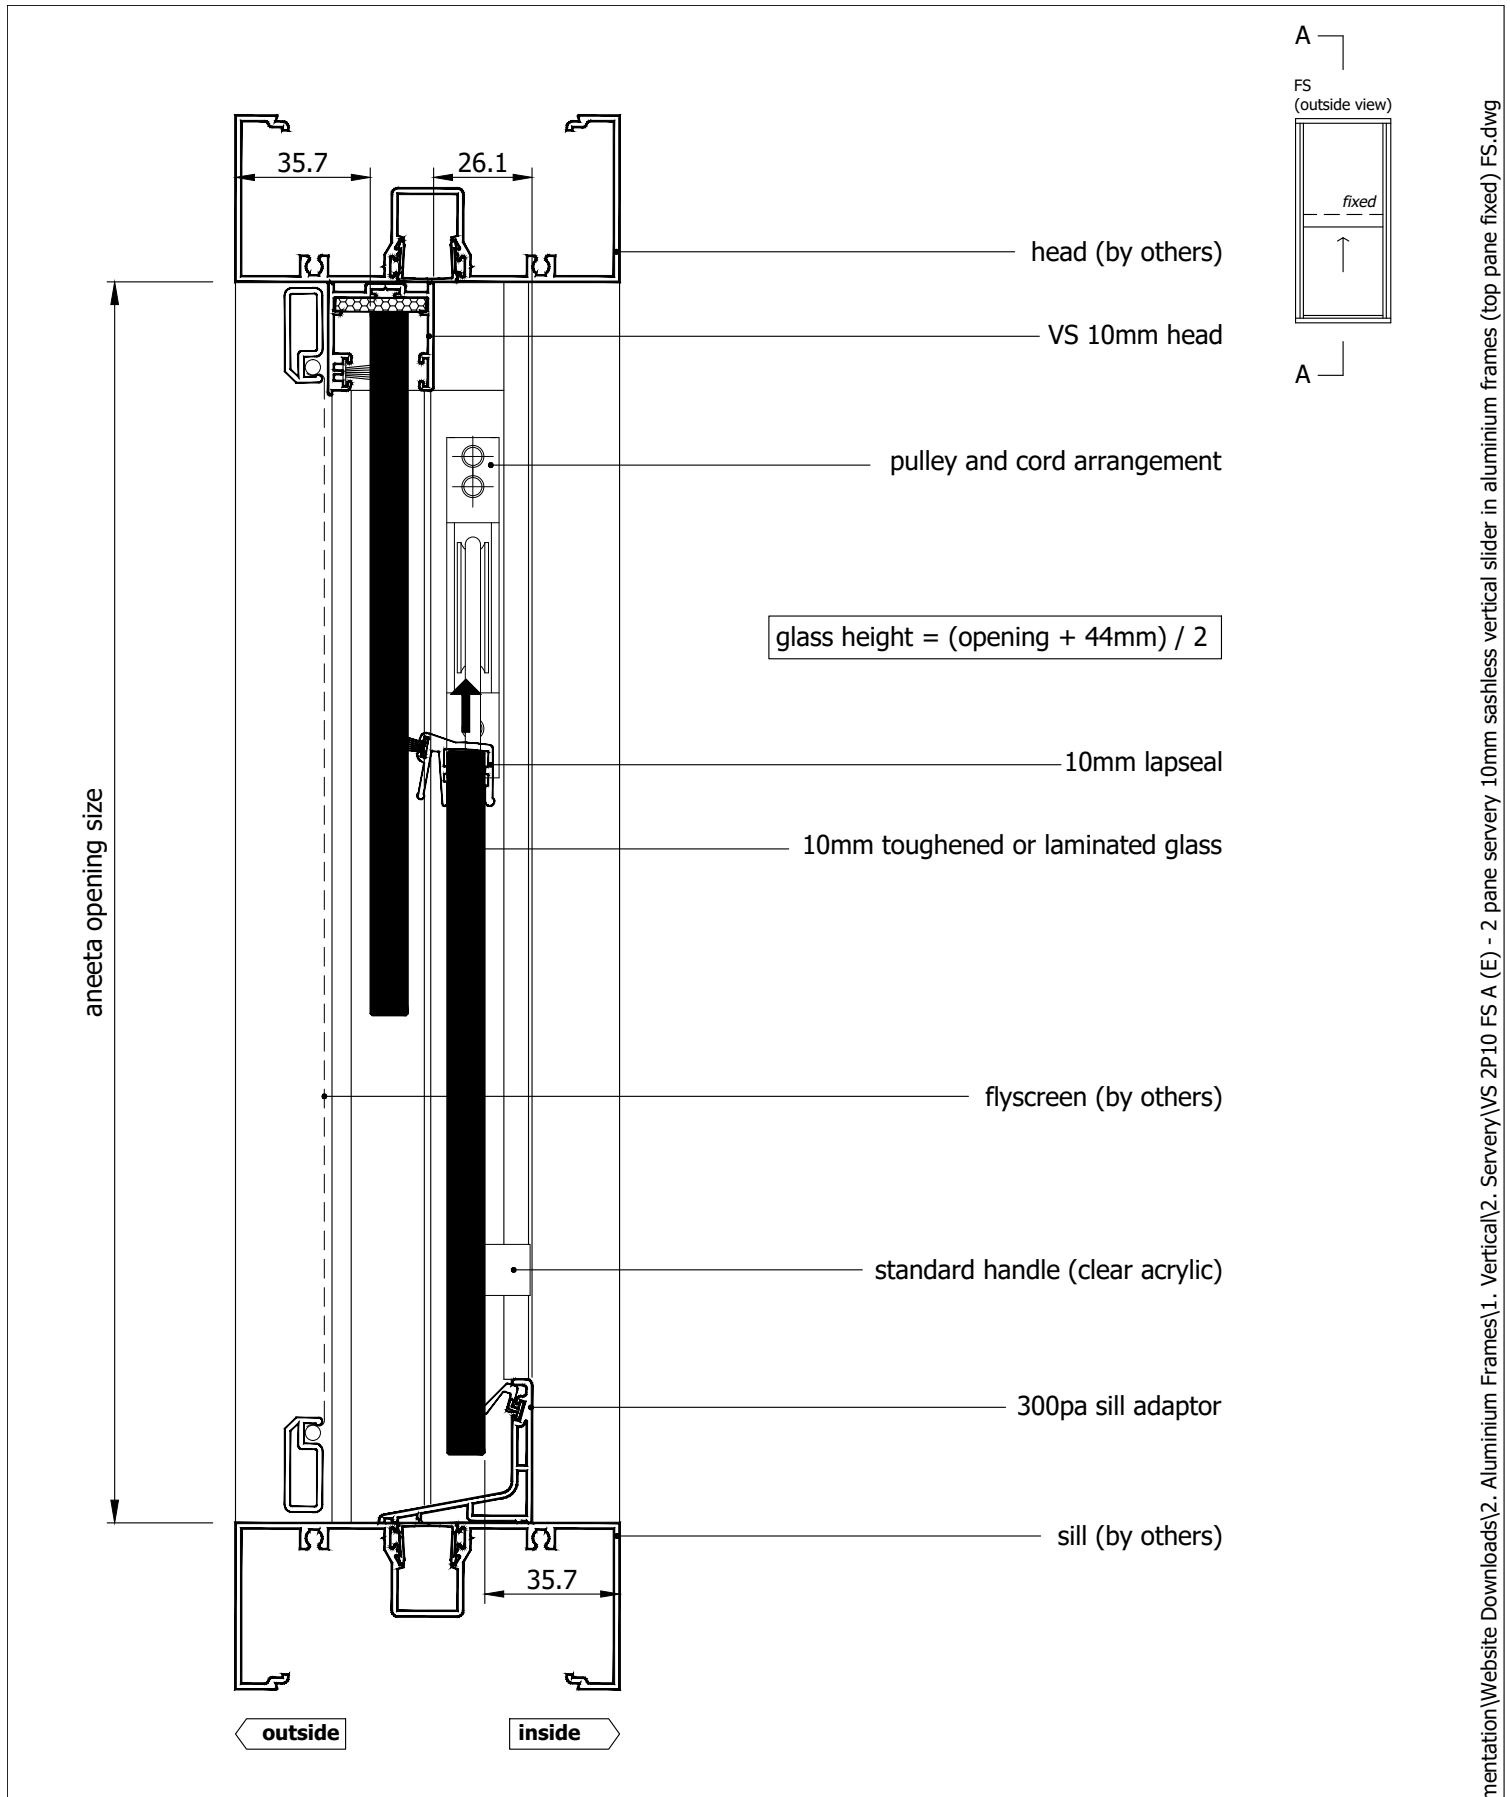 A
FS
(outside view)
fixed
A
35.7
26.1
head (by others)
VS 10mm head
pulley and cord arrangement
glass height = (opening + 44mm) / 2
10mm lapseal
10mm toughened or laminated glass
aneeta opening size
flyscreen (by others)
standard handle (clear acrylic)
300pa sill adaptor
sill (by others)
35.7
outside
inside
mentation\Website Downloads\2. Aluminium Frames\1. Vertical\2. Servery\VS 2P10 FS A (E) - 2 pane servery 10mm sashless vertical slider in aluminium frames (top pane fixed) FS.dwg